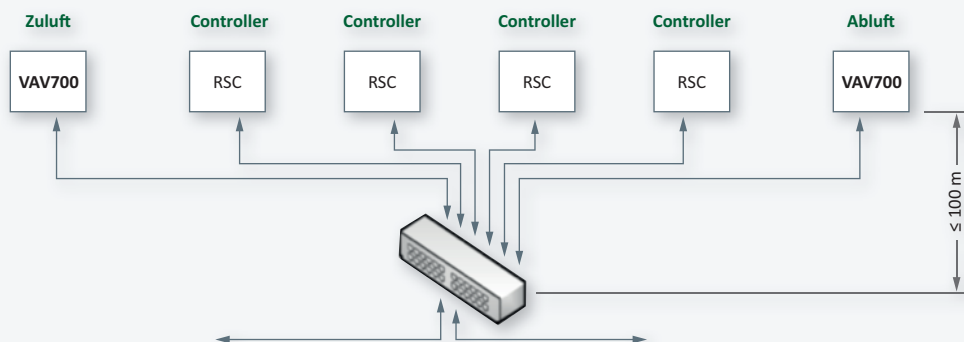 Zuluft
Controller
Controller
Controller
Controller
Abluft
VAV700
RSC
RSC
RSC
RSC
VAV700
≤ 100 m